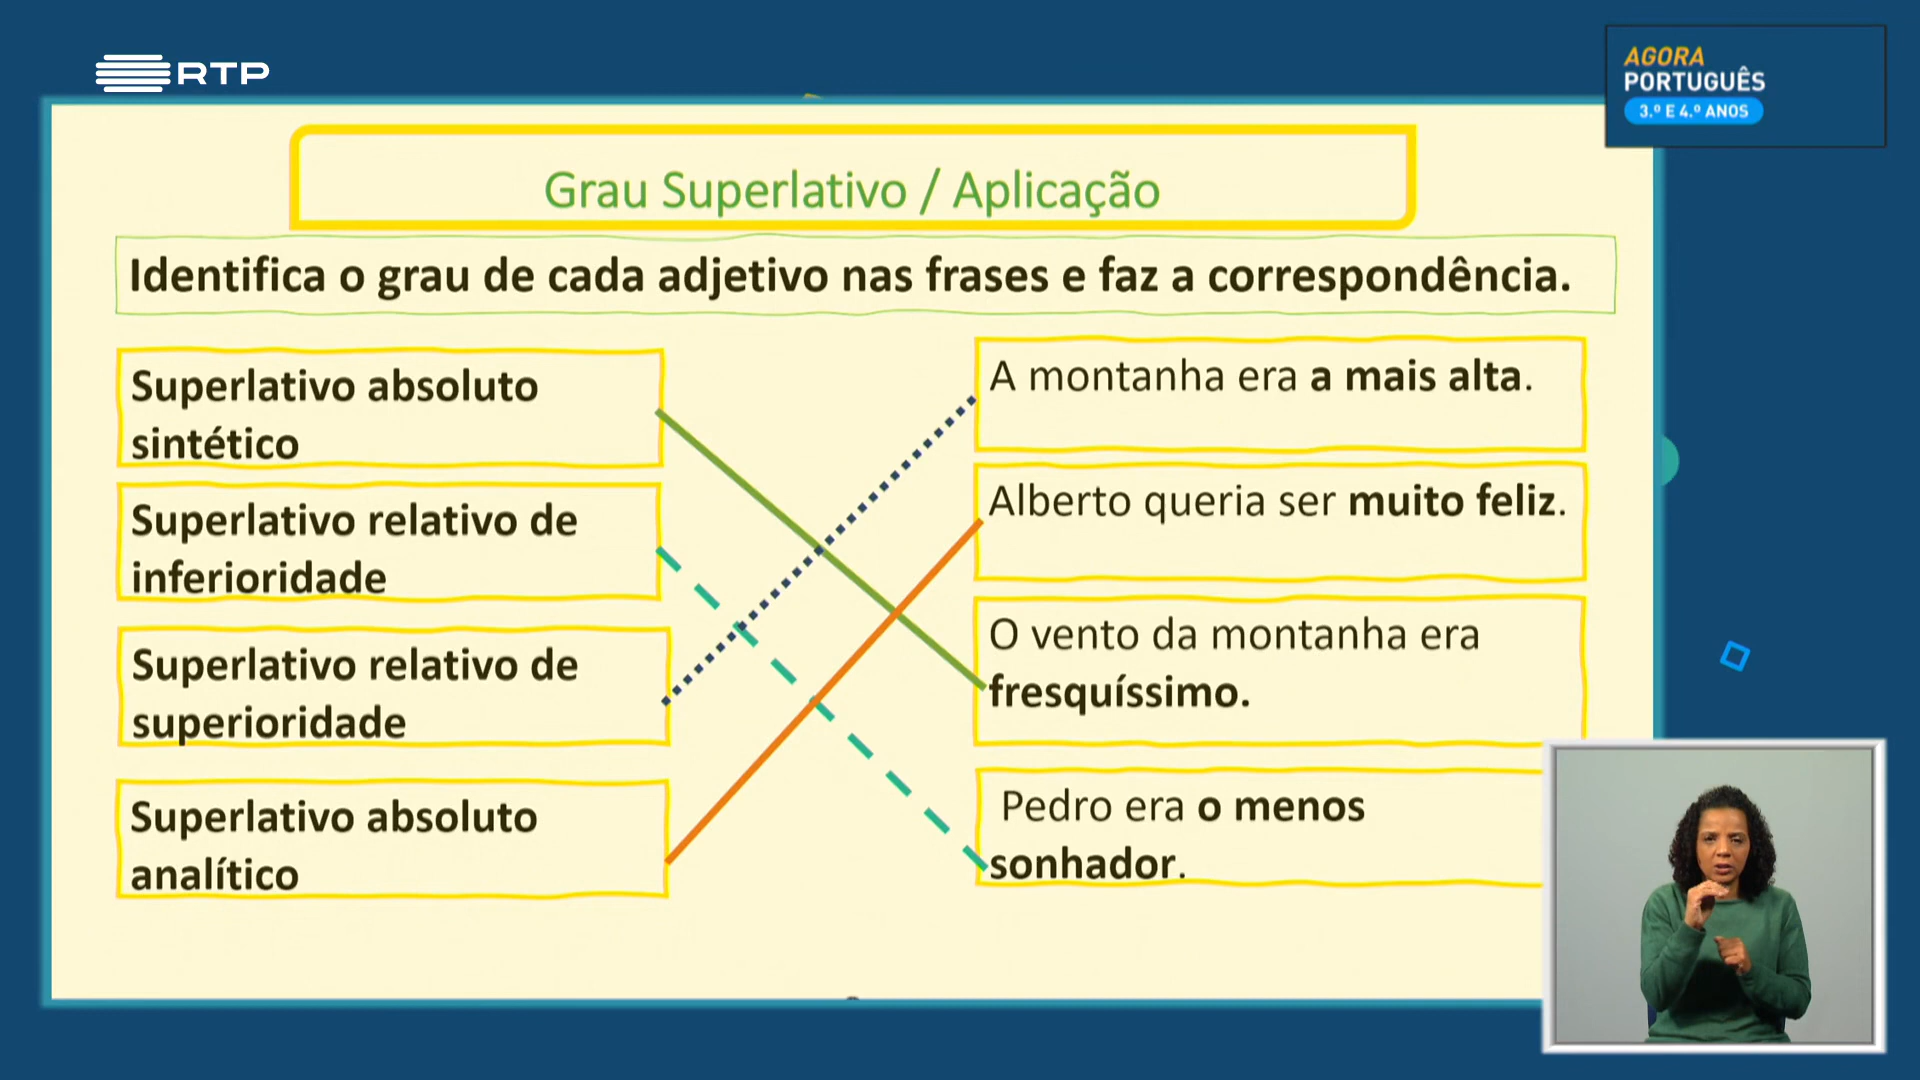 RTP
AGORA
PORTUGUÊS
3.º E 4.º ANOS
Grau Superlativo / Aplicação
Identifica o grau de cada adjetivo nas frases e faz a correspondência.
Superlativo absoluto
sintético
Superlativo relativo de
inferioridade
Superlativo relativo de
superioridade
Superlativo absoluto
analítico
A montanha era a mais alta.
Alberto queria ser muito feliz.
O vento da montanha era
fresquíssimo.
Pedro era o menos
sonhador.